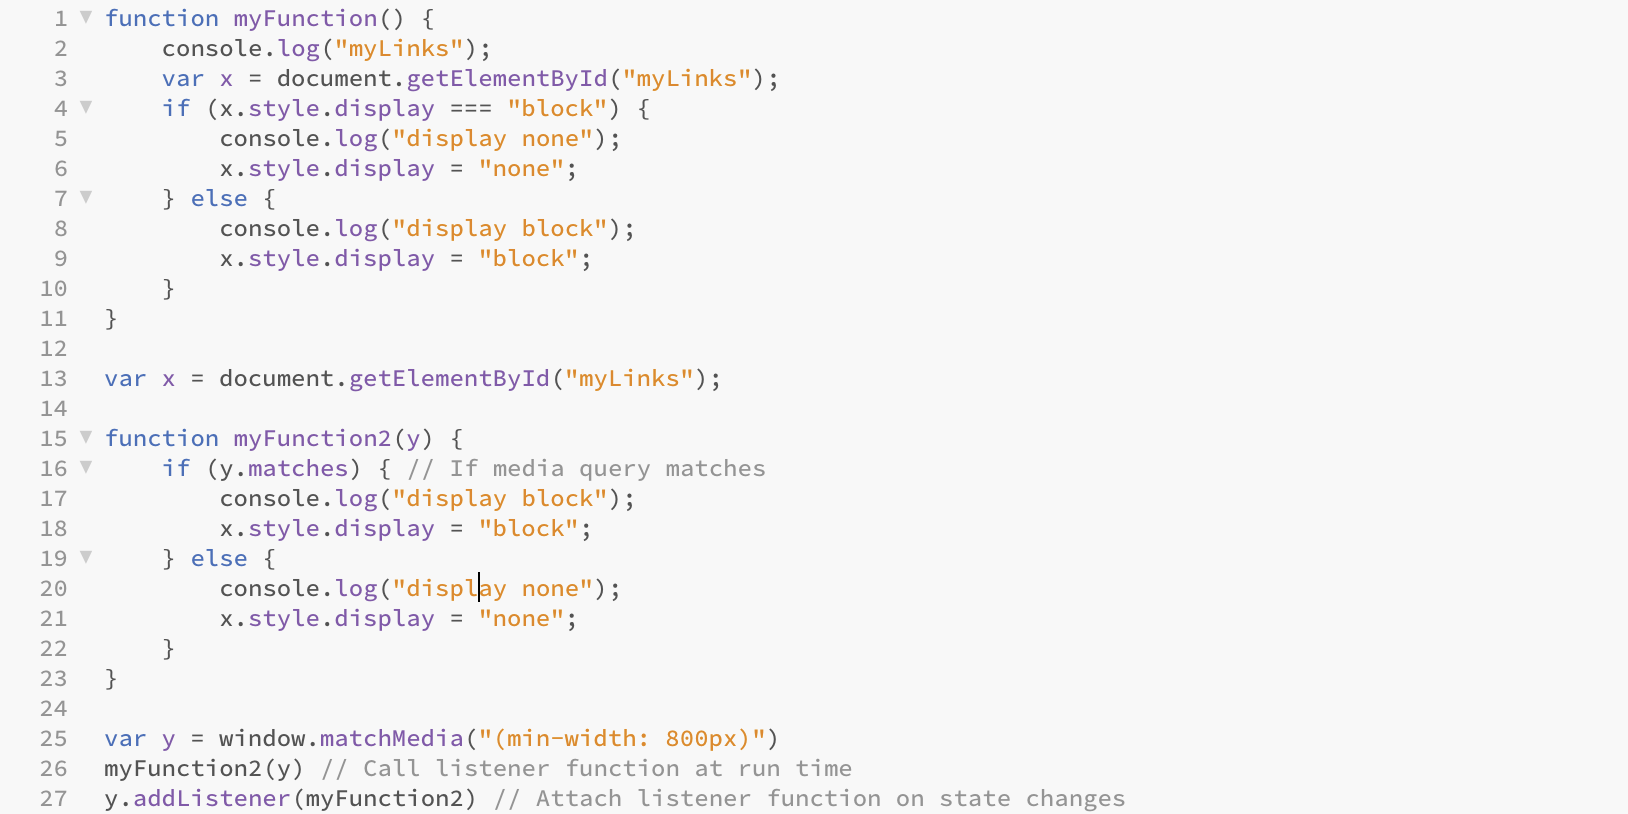 1 function myFunction() {
2     console.log("myLinks");
3     var x = document.getElementById("myLinks");
4     if (x.style.display === "block") {
5         console.log("display none");
6         x.style.display = "none";
7     } else {
8         console.log("display block");
9         x.style.display = "block";
10     }
11 }
12
13 var x = document.getElementById("myLinks");
14
15 function myFunction2(y) {
16     if (y.matches) { // If media query matches
17         console.log("display block");
18         x.style.display = "block";
19     } else {
20         console.log("display none");
21         x.style.display = "none";
22     }
23 }
24
25 var y = window.matchMedia("(min-width: 800px)")
26 myFunction2(y) // Call listener function at run time
27 y.addListener(myFunction2) // Attach listener function on state changes